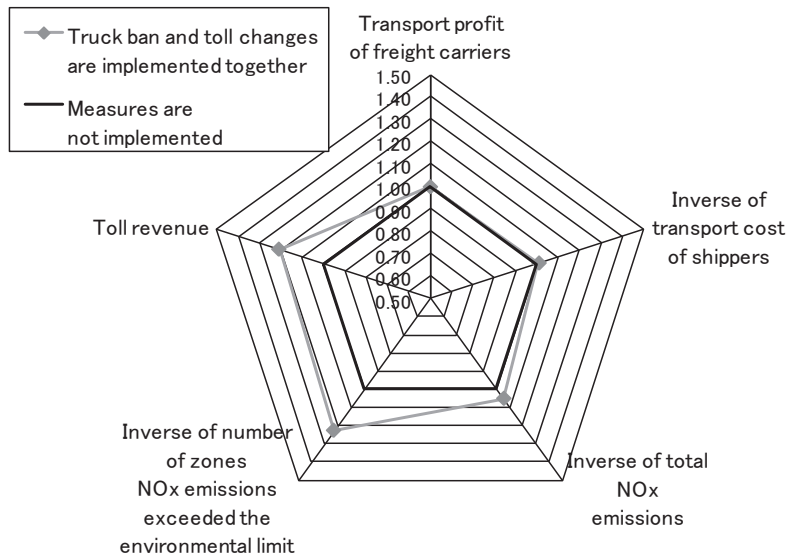 Truck ban and toll changes
are implemented together
Measures are
not implemented
Transport profit
of freight carriers
1.50
1.40
1.30
1.20
1.10
1.00
0.90
0.80
0.70
0.60
0.50
Toll revenue
Inverse of
transport cost
of shippers
Inverse of number
of zones
NOx emissions
exceeded the
environmental limit
Inverse of total
NOx
emissions